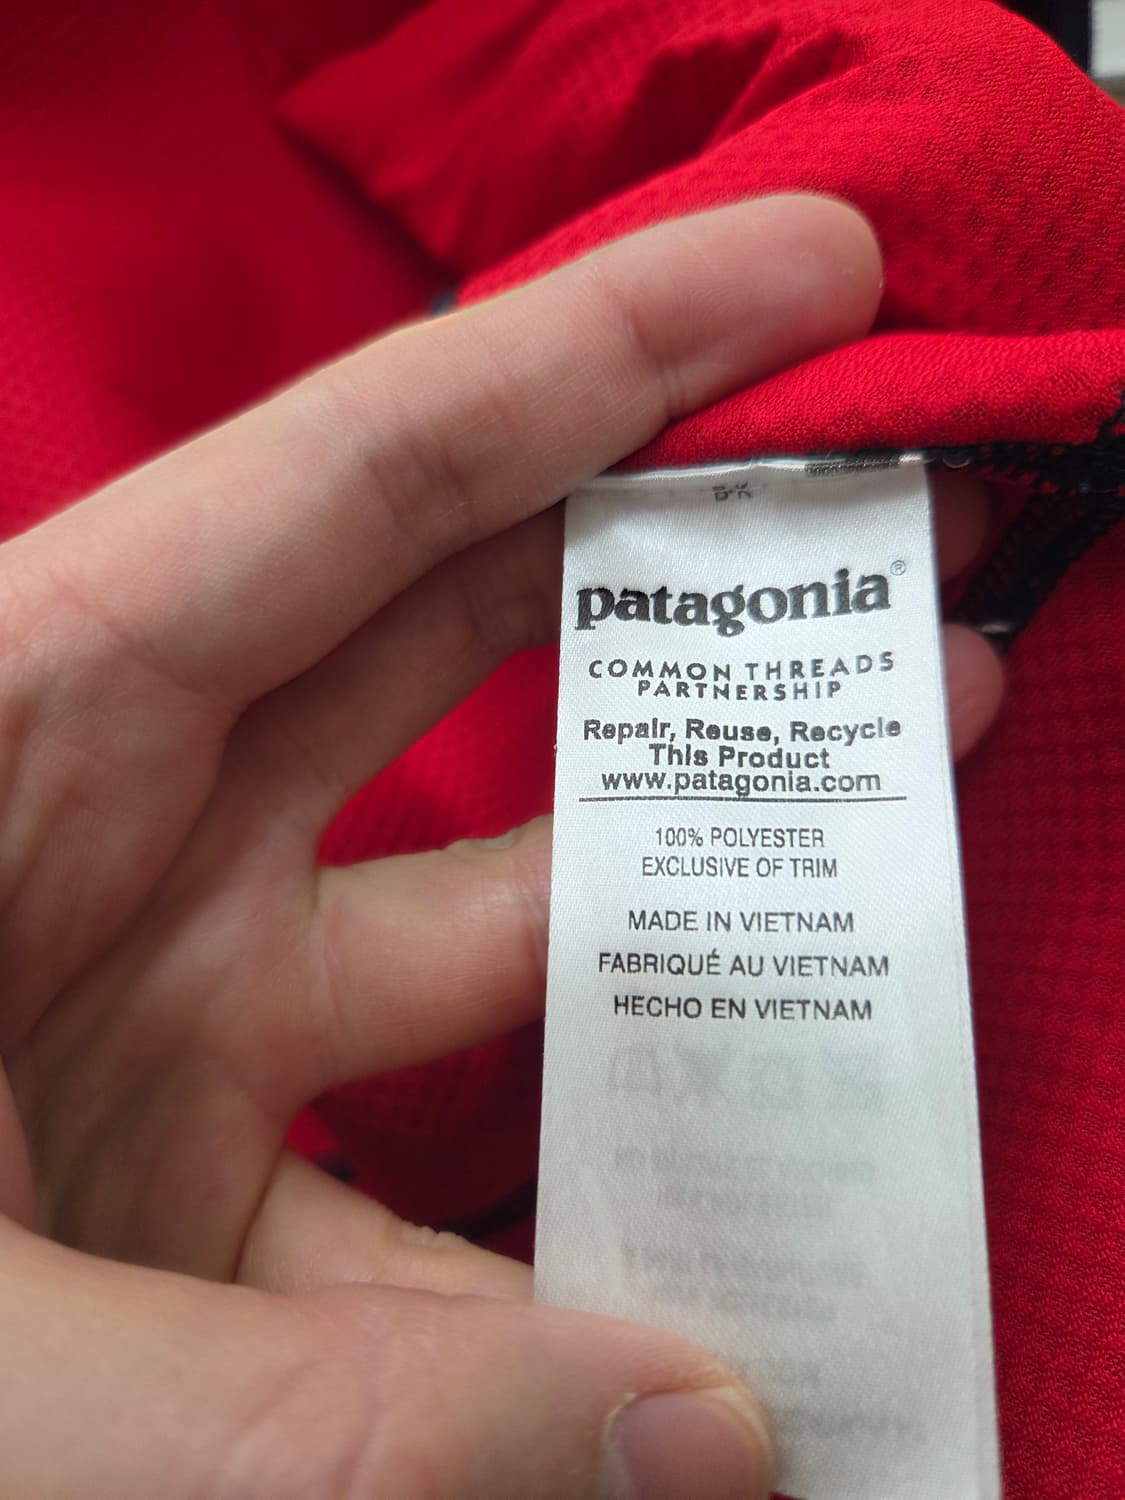 patagonia®
COMMON THREADS
PARTNERSHIP
Repair, Reuse, Recycle
This Product
www.patagonia.com
100% POLYESTER
EXCLUSIVE OF TRIM
MADE IN VIETNAM
FABRIQUÉ AU VIETNAM
HECHO EN VIETNAM